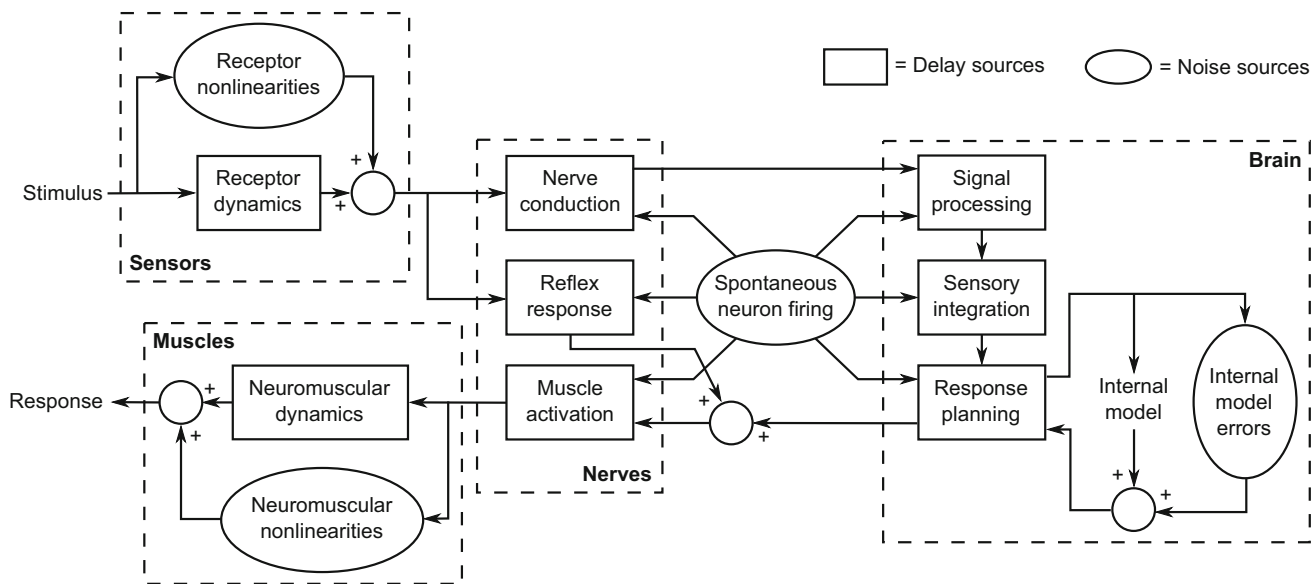 Receptor
nonlinearities
= Delay sources
= Noise sources
+
Stimulus
Receptor
dynamics
+
Sensors
Nerve
conduction
Reflex
response
Muscle
activation
Nerves
Spontaneous
neuron firing
+
+
Brain
Signal
processing
Sensory
integration
Response
planning
Internal
model
Internal
model
errors
+
+
Muscles
Response
+
Neuromuscular
dynamics
+
Neuromuscular
nonlinearities